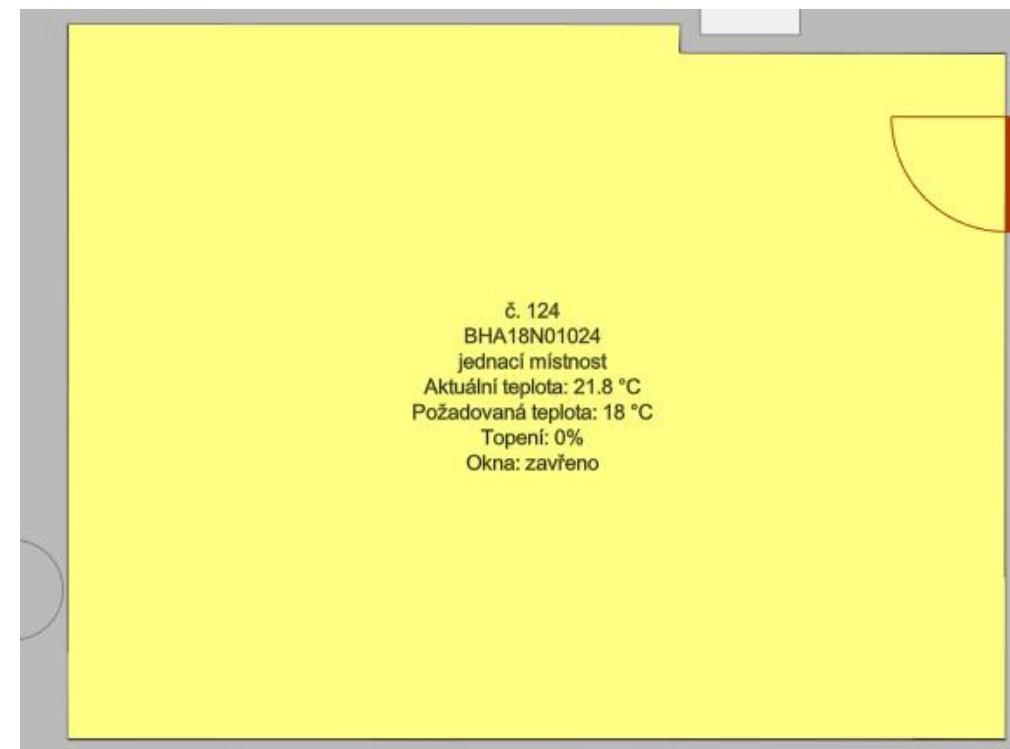 č. 124
BHA18N01024
jednací místnost
Aktuální teplota: 21.8 °C
Požadovaná teplota: 18 °C
Topení: 0%
Okna: zavřeno